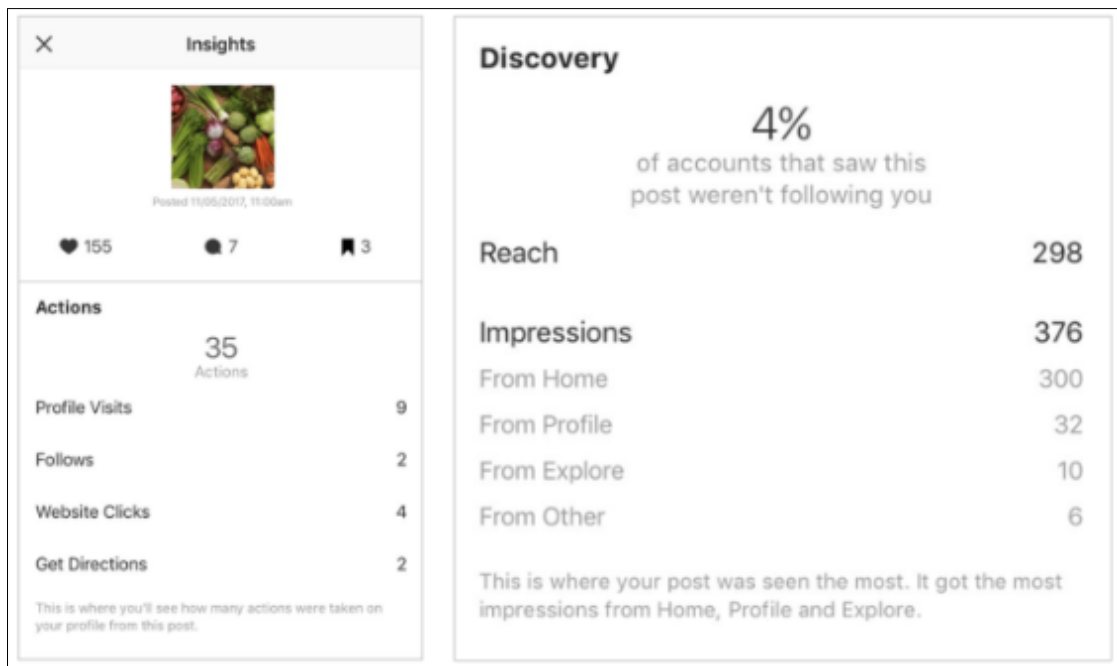 Insights
Posted 11/05/2017, 11:00am
155 7 3
Actions
35
Actions
Profile Visits 9
Follows 2
Website Clicks 4
Get Directions 2
This is where you'll see how many actions were taken on
your profile from this post.
Discovery
4%
of accounts that saw this
post weren't following you
Reach 298
Impressions 376
From Home 300
From Profile 32
From Explore 10
From Other 6
This is where your post was seen the most. It got the most
impressions from Home, Profile and Explore.